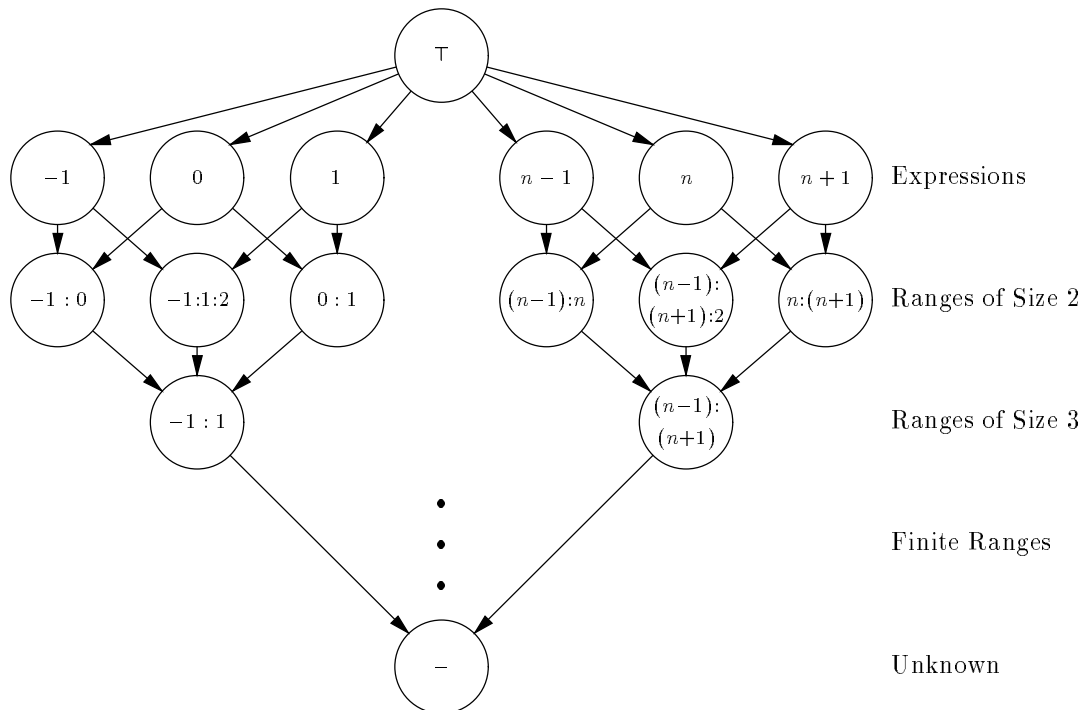 ⊤
−1
0
1
n − 1
n
n + 1
Expressions
−1 : 0
−1:1:2
0 : 1
(n−1):n
(n−1):
(n+1):2
n:(n+1)
Ranges of Size 2
−1 : 1
(n−1):
(n+1)
Ranges of Size 3
Finite Ranges
−
Unknown